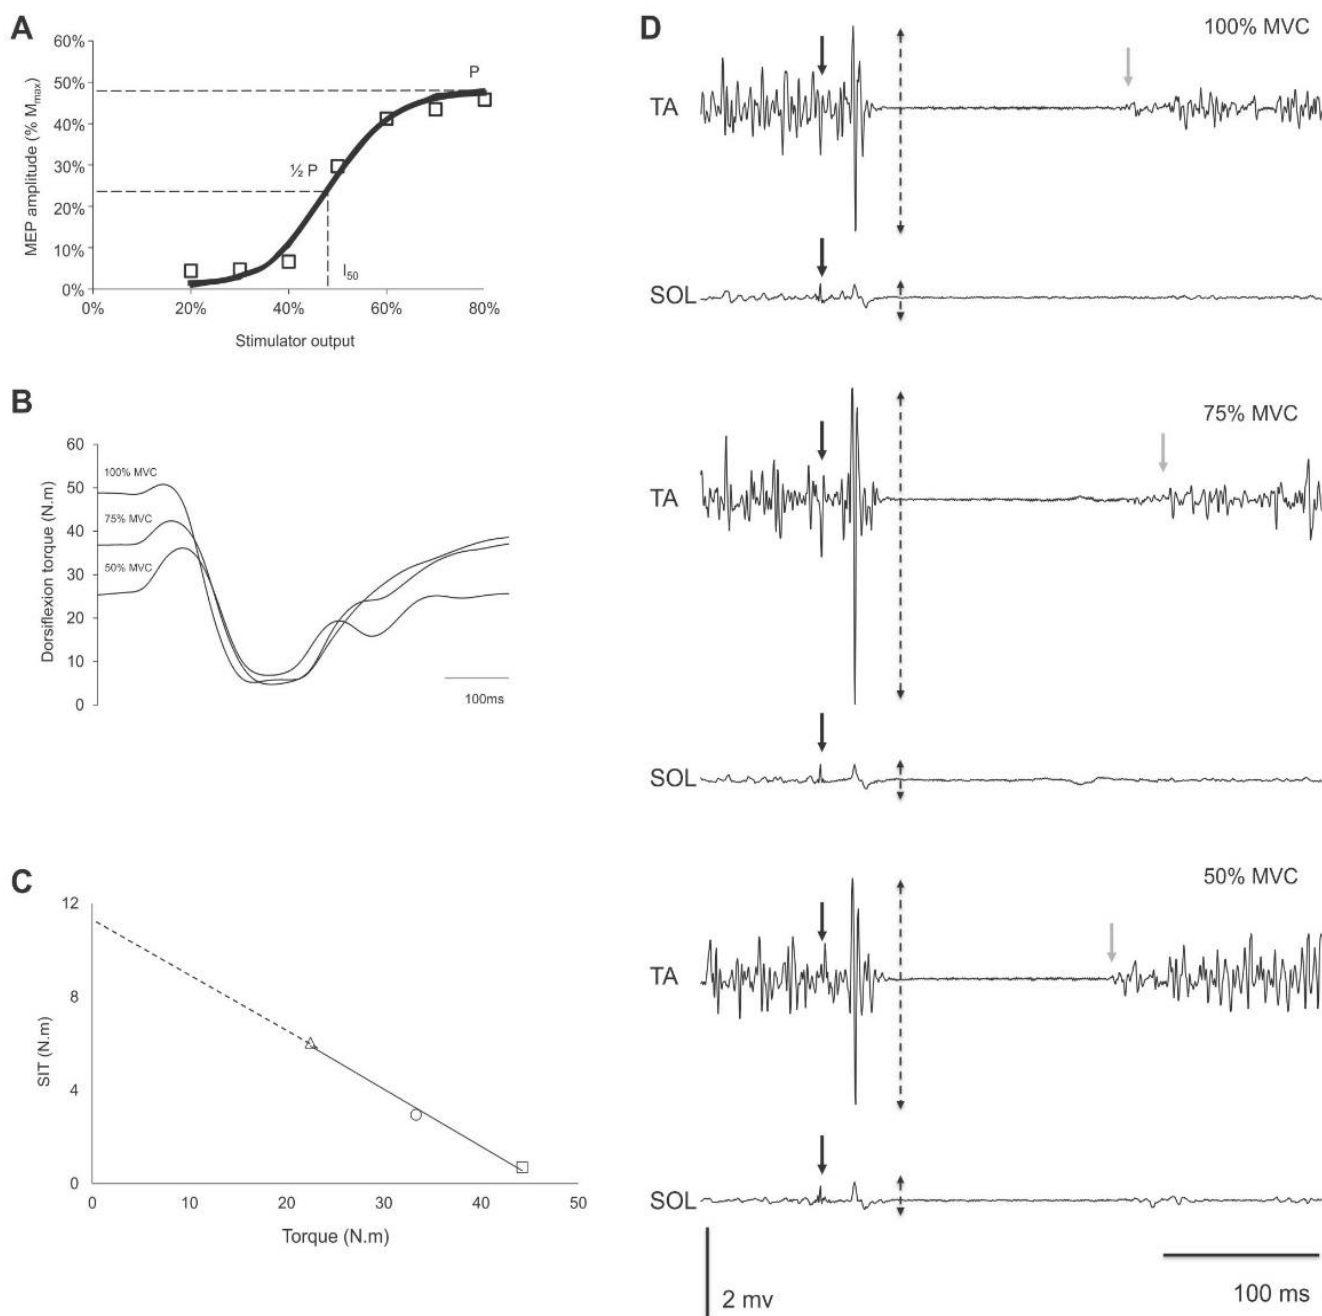 A
60%
50%
40%
30%
20%
10%
0%
MEP amplitude (% Mmax)
P
½ P
I50
0% 20% 40% 60% 80%
Stimulator output
B
60
50
40
30
20
10
0
Dorsiflexion torque (N.m)
100% MVC
75% MVC
50% MVC
100ms
C
12
8
4
0
SIT (N.m)
0 10 20 30 40 50
Torque (N.m)
D
100% MVC
TA
SOL
75% MVC
TA
SOL
50% MVC
TA
SOL
2 mv
100 ms